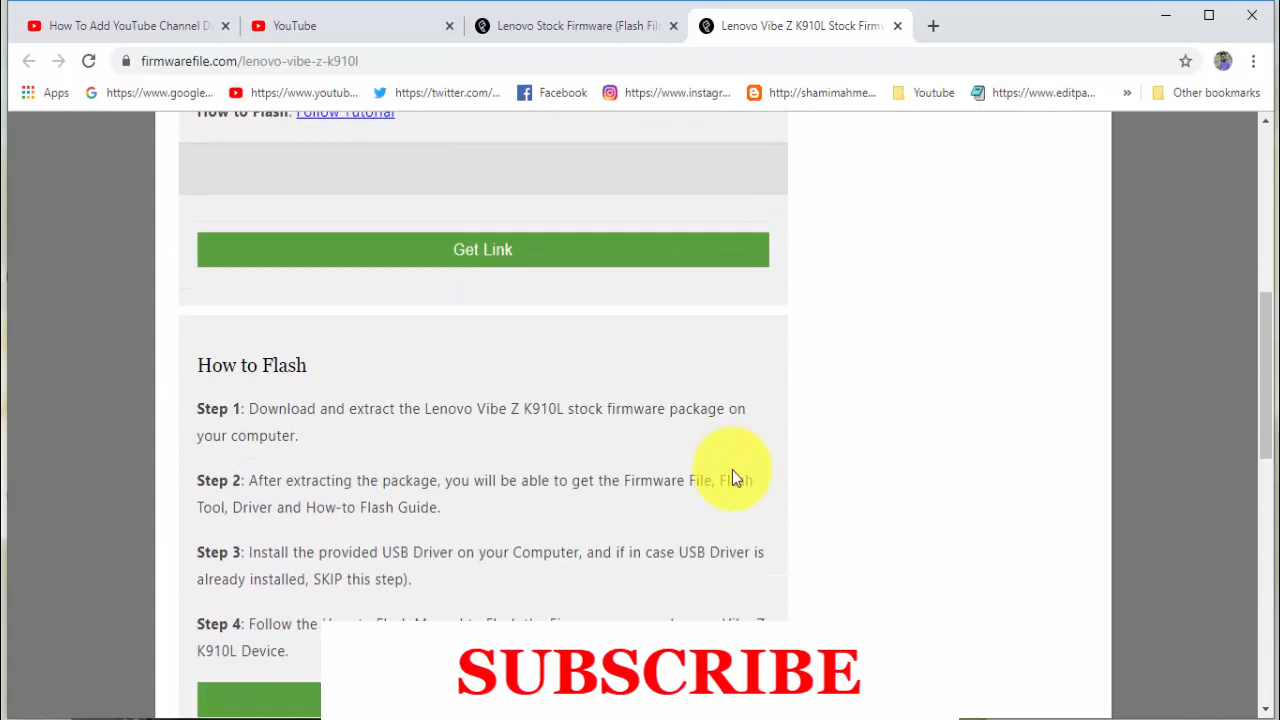 How To Add YouTube Channel D
YouTube
Lenovo Stock Firmware (Flash Fil
Lenovo Vibe Z K910L Stock Firm
firmwarefile.com/lenovo-vibe-z-k910l
Apps
https://www.google...
https://www.youtub...
https://twitter.com/...
Facebook
https://www.instagr...
http://shamimahme...
Youtube
https://www.editpa...
»
Other bookmarks
How to Flash: Follow Tutorial
Get Link
How to Flash
Step 1: Download and extract the Lenovo Vibe Z K910L stock firmware package on
your computer.
Step 2: After extracting the package, you will be able to get the Firmware File, Flash
Tool, Driver and How-to Flash Guide.
Step 3: Install the provided USB Driver on your Computer, and if in case USB Driver is
already installed, SKIP this step).
Step 4: Follow the
K910L Device.
SUBSCRIBE